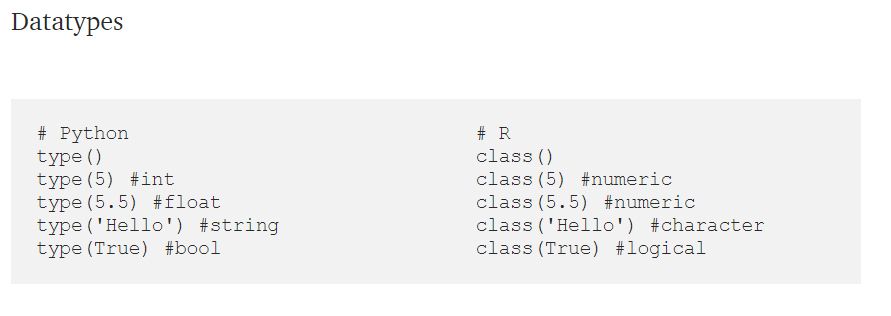 Datatypes
# Python
type()
type(5) #int
type(5.5) #float
type('Hello') #string
type(True) #bool
# R
class()
class(5) #numeric
class(5.5) #numeric
class('Hello') #character
class(True) #logical